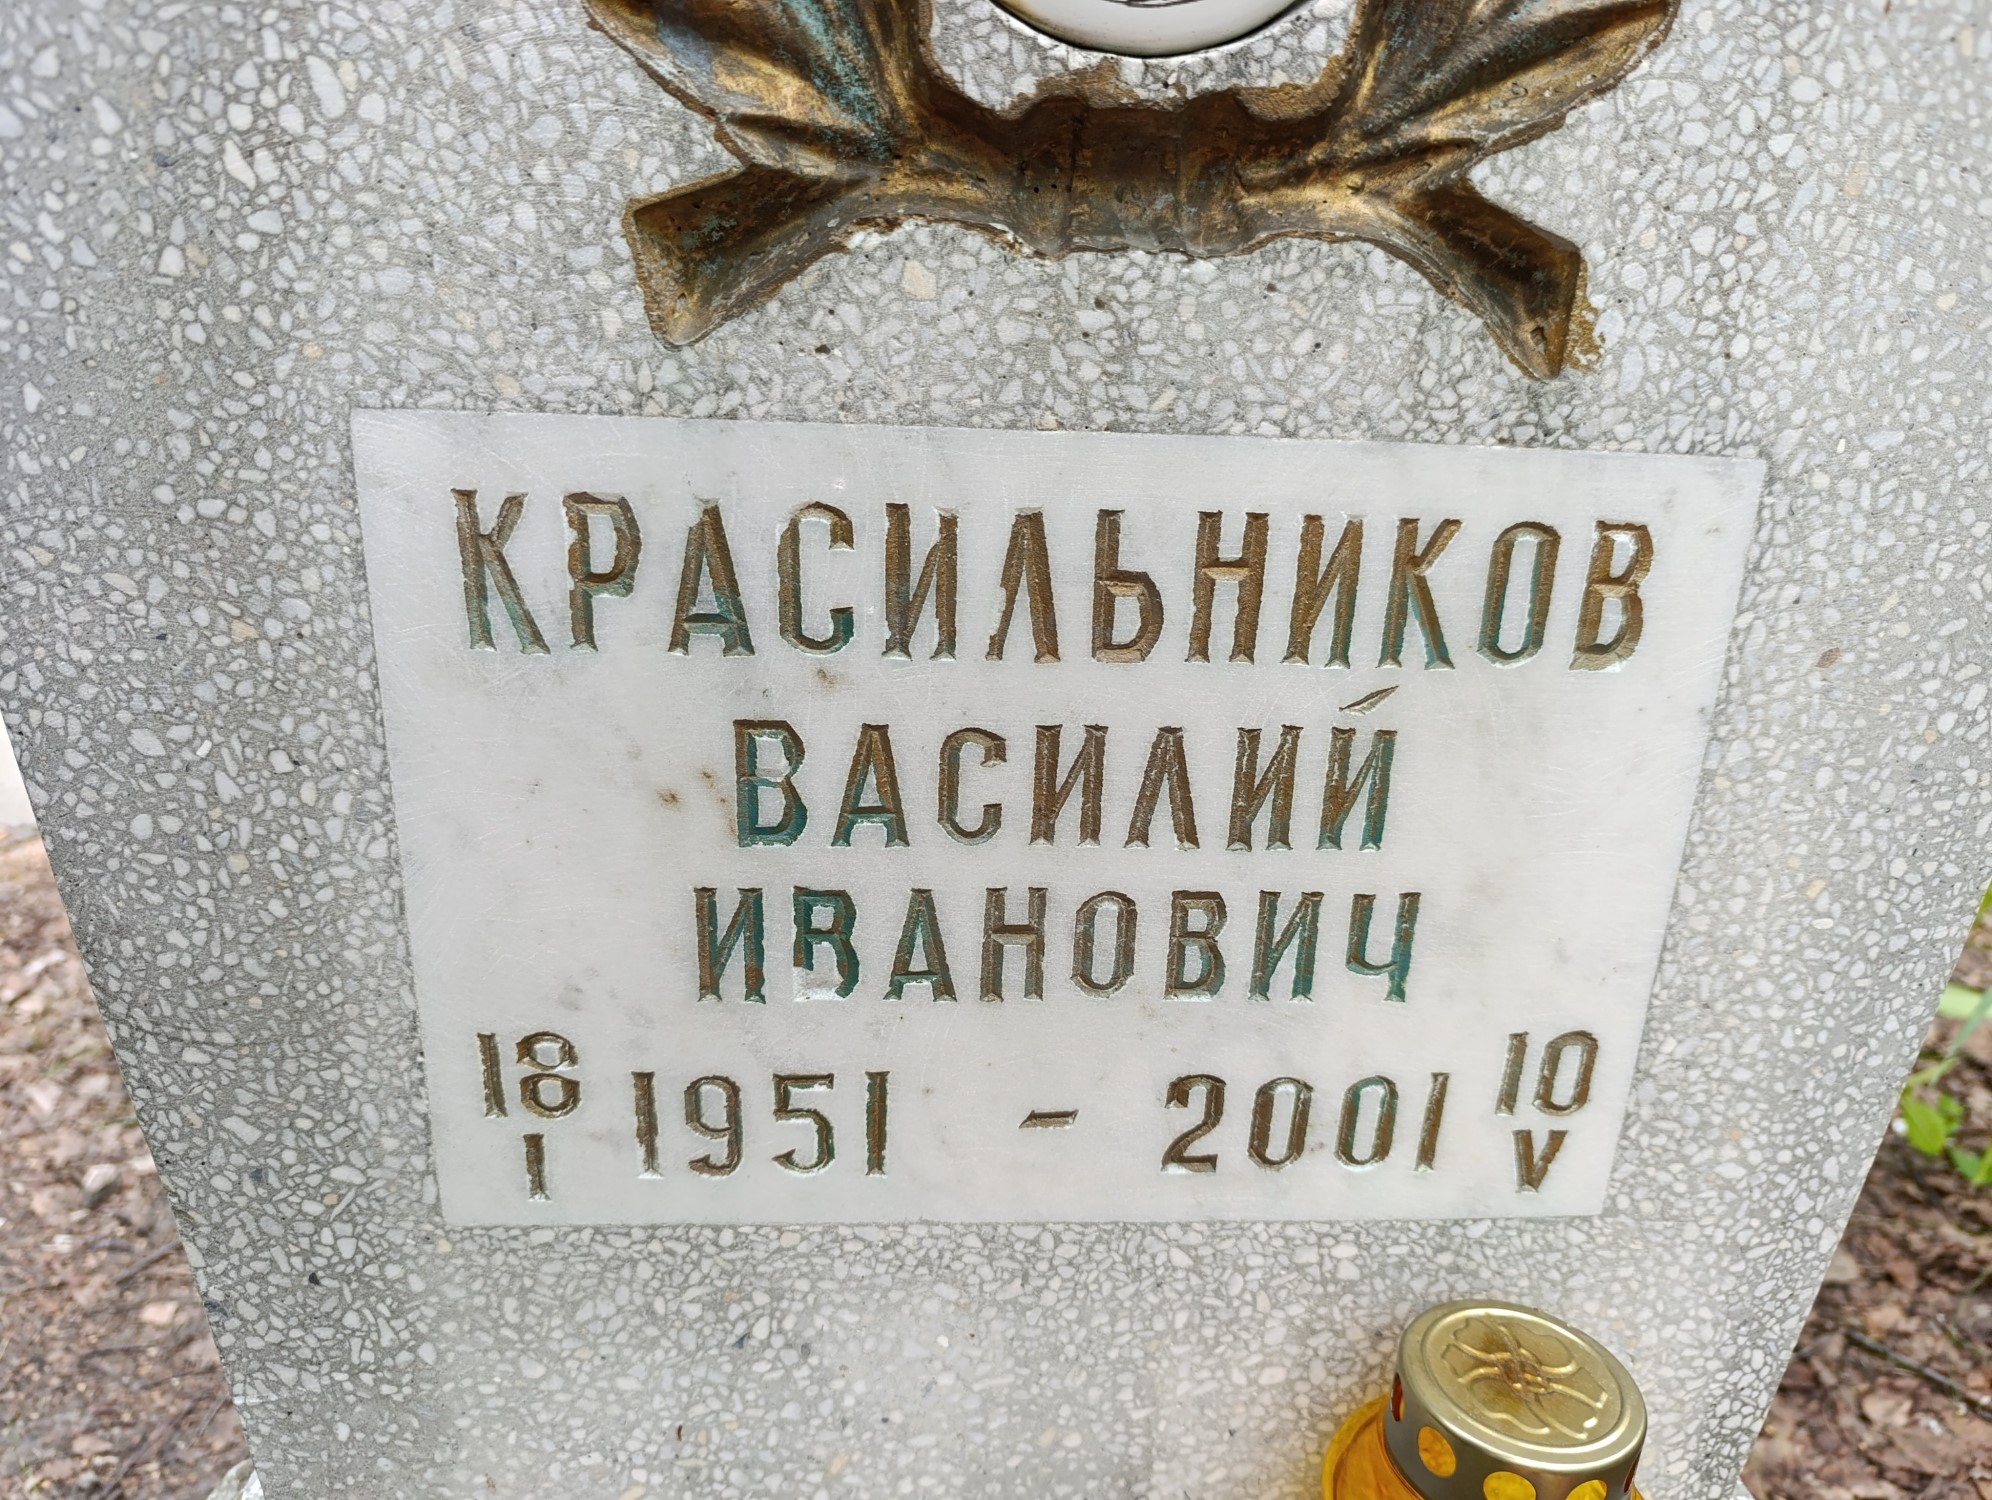 КРАСИЛЬНИКОВ
ВАСИЛИЙ
ИВАНОВИЧ
18 I 1951 - 2001 10 V